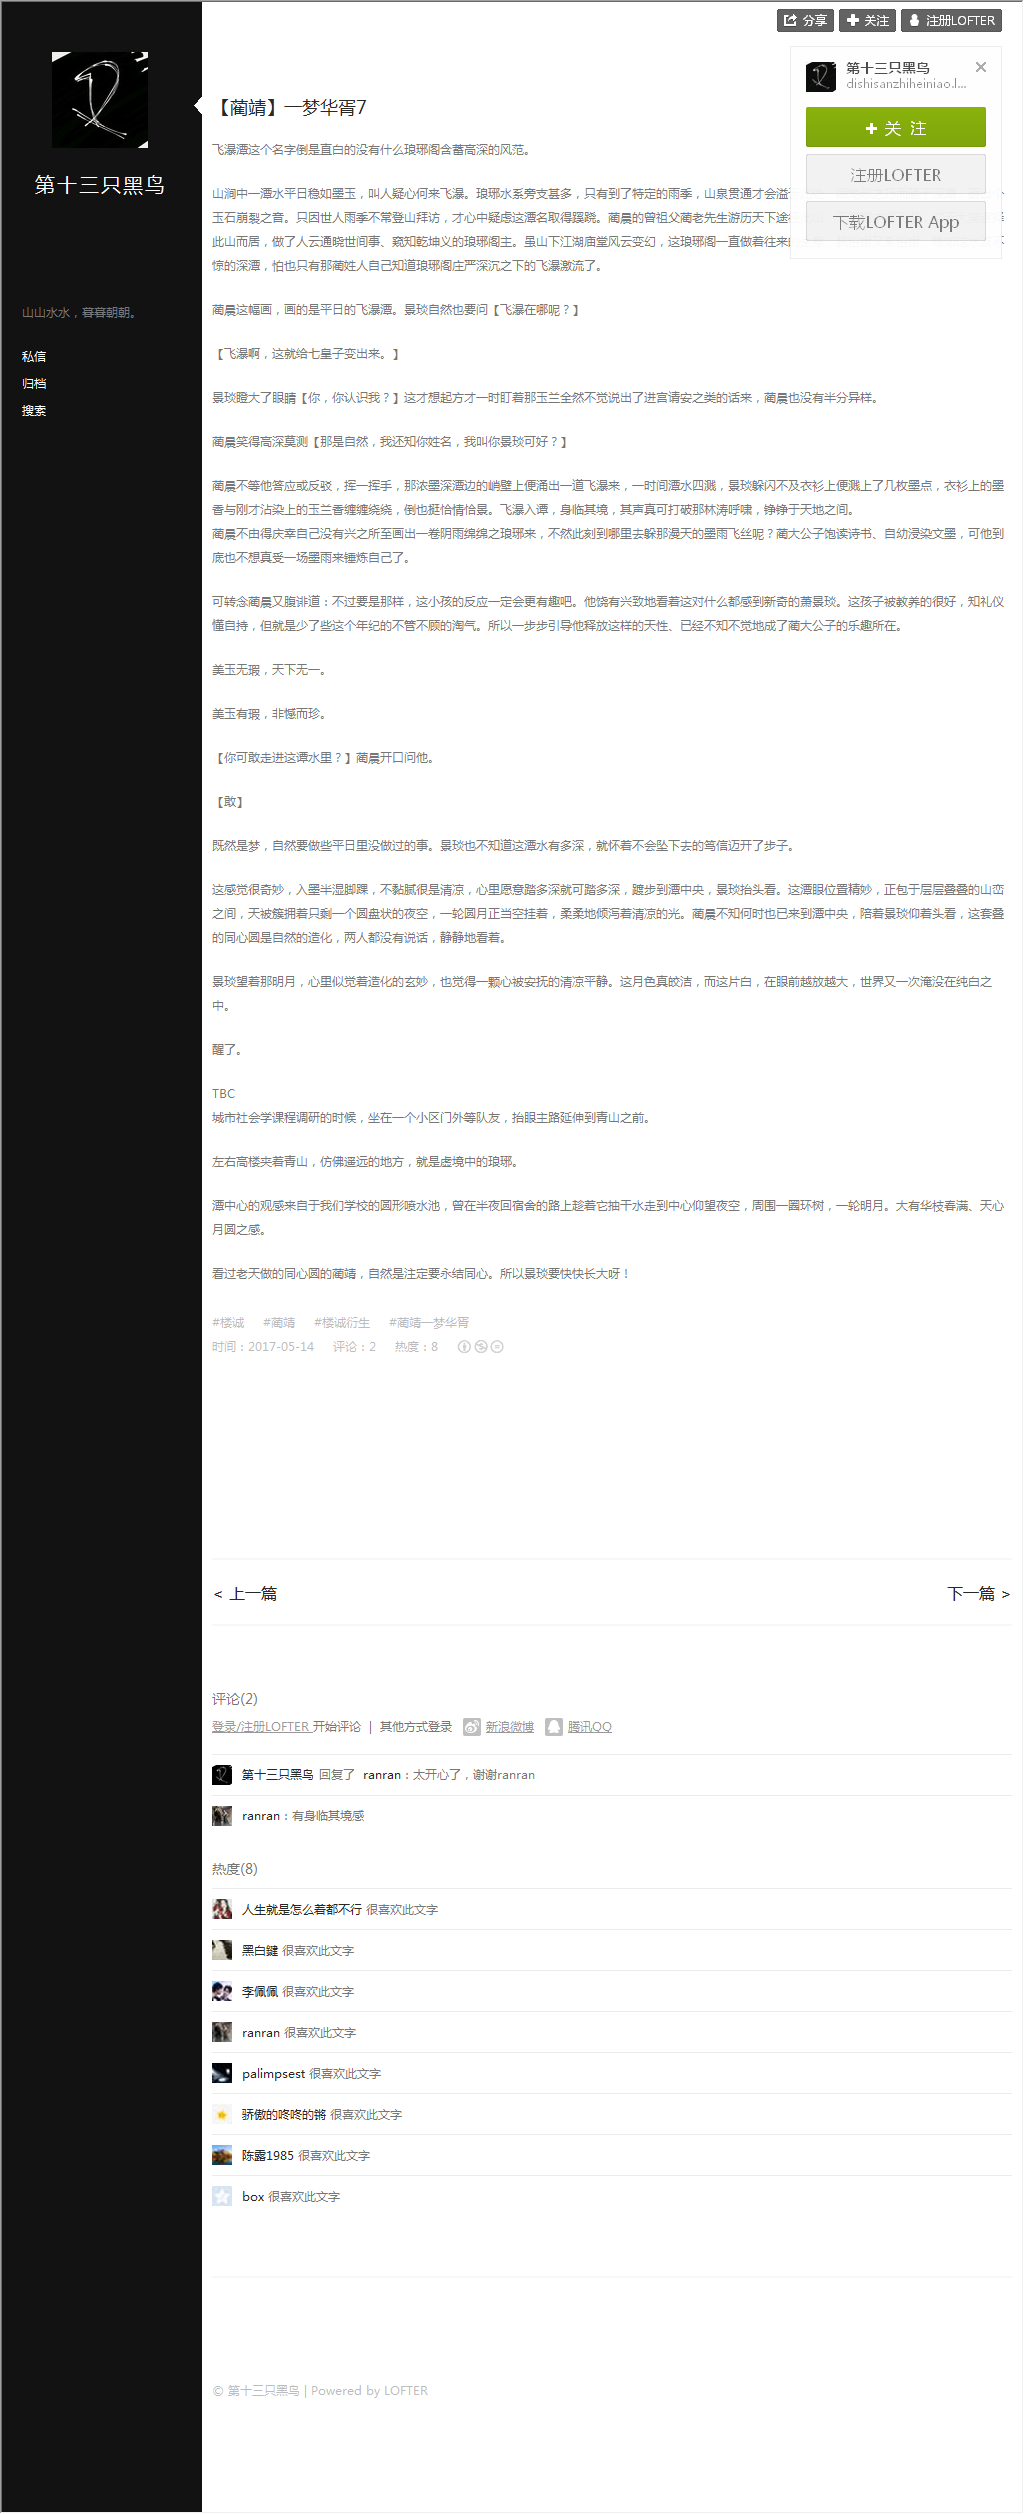 分享 关注 注册LOFTER
第十三只黑鸟
山山水水，暮暮朝朝。
私信
归档
搜索
第十三只黑鸟
dishisanzhiheiniao.l...
关 注
注册LOFTER
下载LOFTER App
【蔺靖】一梦华胥7
飞瀑潭这个名字倒是直白的没有什么琅琊阁含蓄高深的风范。
山涧中一潭水平日稳如墨玉，叫人疑心何来飞瀑。琅琊水系旁支甚多，只有到了特定的雨季，山泉贯通才会溢
玉石崩裂之音。只因世人雨季不常登山拜访，才心中疑虑这潭名取得蹊跷。蔺晨的曾祖父蔺老先生游历天下途
此山而居，做了人云通晓世间事、窥知乾坤义的琅琊阁主。虽山下江湖庙堂风云变幻，这琅琊阁一直做着往来
惊的深潭，怕也只有那蔺姓人自己知道琅琊阁庄严深沉之下的飞瀑激流了。
蔺晨这幅画，画的是平日的飞瀑潭。景琰自然也要问【飞瀑在哪呢？】
【飞瀑啊，这就给七皇子变出来。】
景琰瞪大了眼睛【你，你认识我？】这才想起方才一时盯着那玉兰全然不觉说出了进宫请安之类的话来，蔺晨也没有半分异样。
蔺晨笑得高深莫测【那是自然，我还知你姓名，我叫你景琰可好？】
蔺晨不等他答应或反驳，挥一挥手，那浓墨深潭边的峭壁上便涌出一道飞瀑来，一时间潭水四溅，景琰躲闪不及衣衫上便溅上了几枚墨点，衣衫上的墨
香与刚才沾染上的玉兰香缠缠绕绕，倒也挺恰情恰景。飞瀑入谭，身临其境，其声真可打破那林涛呼啸，铮铮于天地之间。
蔺晨不由得庆幸自己没有兴之所至画出一卷阴雨绵绵之琅琊来，不然此刻到哪里去躲那漫天的墨雨飞丝呢？蔺大公子饱读诗书、自幼浸染文墨，可他到
底也不想真受一场墨雨来锤炼自己了。
可转念蔺晨又腹诽道：不过要是那样，这小孩的反应一定会更有趣吧。他饶有兴致地看着这对什么都感到新奇的萧景琰。这孩子被教养的很好，知礼仪
懂自持，但就是少了些这个年纪的不管不顾的淘气。所以一步步引导他释放这样的天性、已经不知不觉地成了蔺大公子的乐趣所在。
美玉无瑕，天下无一。
美玉有瑕，非憾而珍。
【你可敢走进这谭水里？】蔺晨开口问他。
【敢】
既然是梦，自然要做些平日里没做过的事。景琰也不知道这潭水有多深，就怀着不会坠下去的笃信迈开了步子。
这感觉很奇妙，入墨半湿脚踝，不黏腻很是清凉，心里愿意踏多深就可踏多深，踱步到潭中央，景琰抬头看。这潭眼位置精妙，正包于层层叠叠的山峦
之间，天被簇拥着只剩一个圆盘状的夜空，一轮圆月正当空挂着，柔柔地倾泻着清凉的光。蔺晨不知何时也已来到潭中央，陪着景琰仰着头看，这套叠
的同心圆是自然的造化，两人都没有说话，静静地看着。
景琰望着那明月，心里似觉着造化的玄妙，也觉得一颗心被安抚的清凉平静。这月色真皎洁，而这片白，在眼前越放越大，世界又一次淹没在纯白之
中。
醒了。
TBC
城市社会学课程调研的时候，坐在一个小区门外等队友，抬眼主路延伸到青山之前。
左右高楼夹着青山，仿佛遥远的地方，就是虚境中的琅琊。
潭中心的观感来自于我们学校的圆形喷水池，曾在半夜回宿舍的路上趁着它抽干水走到中心仰望夜空，周围一圈环树，一轮明月。大有华枝春满、天心
月圆之感。
看过老天做的同心圆的蔺靖，自然是注定要永结同心。所以景琰要快快长大呀！
#楼诚 #蔺靖 #楼诚衍生 #蔺靖一梦华胥
时间：2017-05-14 评论：2 热度：8
< 上一篇 下一篇 >
评论(2)
登录/注册LOFTER 开始评论 | 其他方式登录 新浪微博 腾讯QQ
第十三只黑鸟 回复了 ranran：太开心了，谢谢ranran
ranran：有身临其境感
热度(8)
人生就是怎么着都不行 很喜欢此文字
黑白鍵 很喜欢此文字
李佩佩 很喜欢此文字
ranran 很喜欢此文字
palimpsest 很喜欢此文字
骄傲的咚咚的锵 很喜欢此文字
陈露1985 很喜欢此文字
box 很喜欢此文字
© 第十三只黑鸟 | Powered by LOFTER